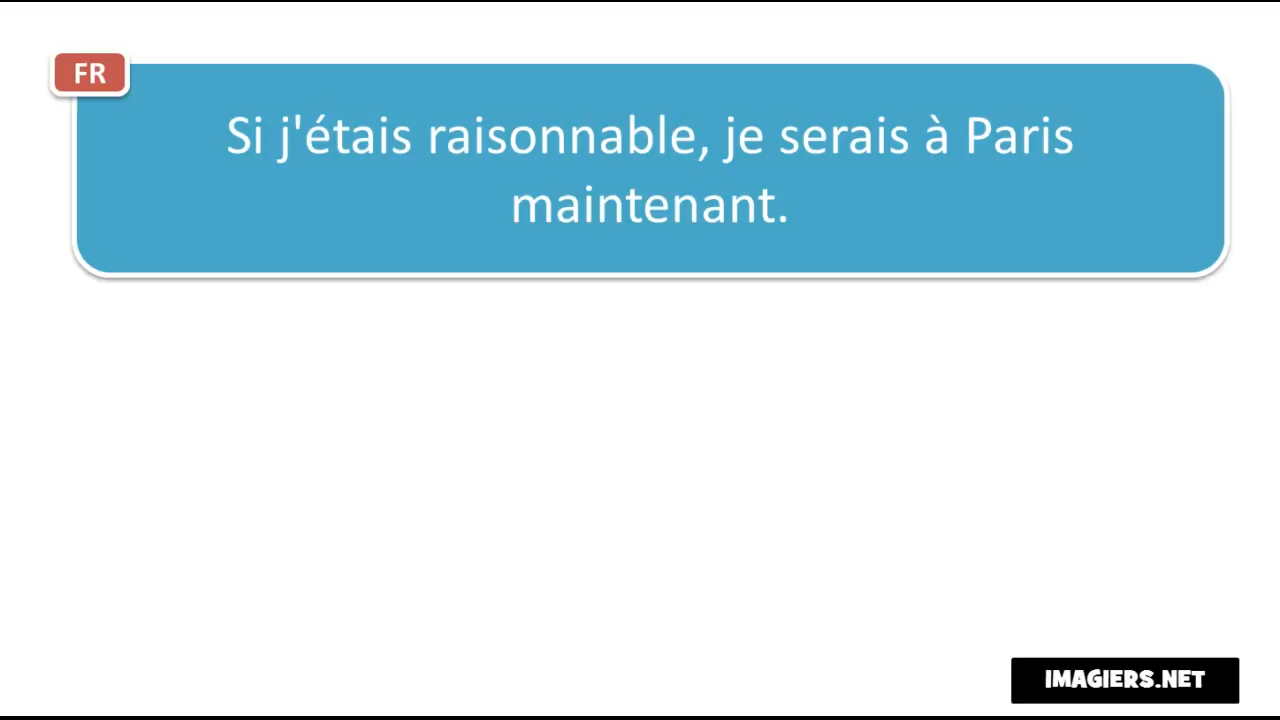 FR
Si j'étais raisonnable, je serais à Paris
maintenant.
IMAGIERS.NET